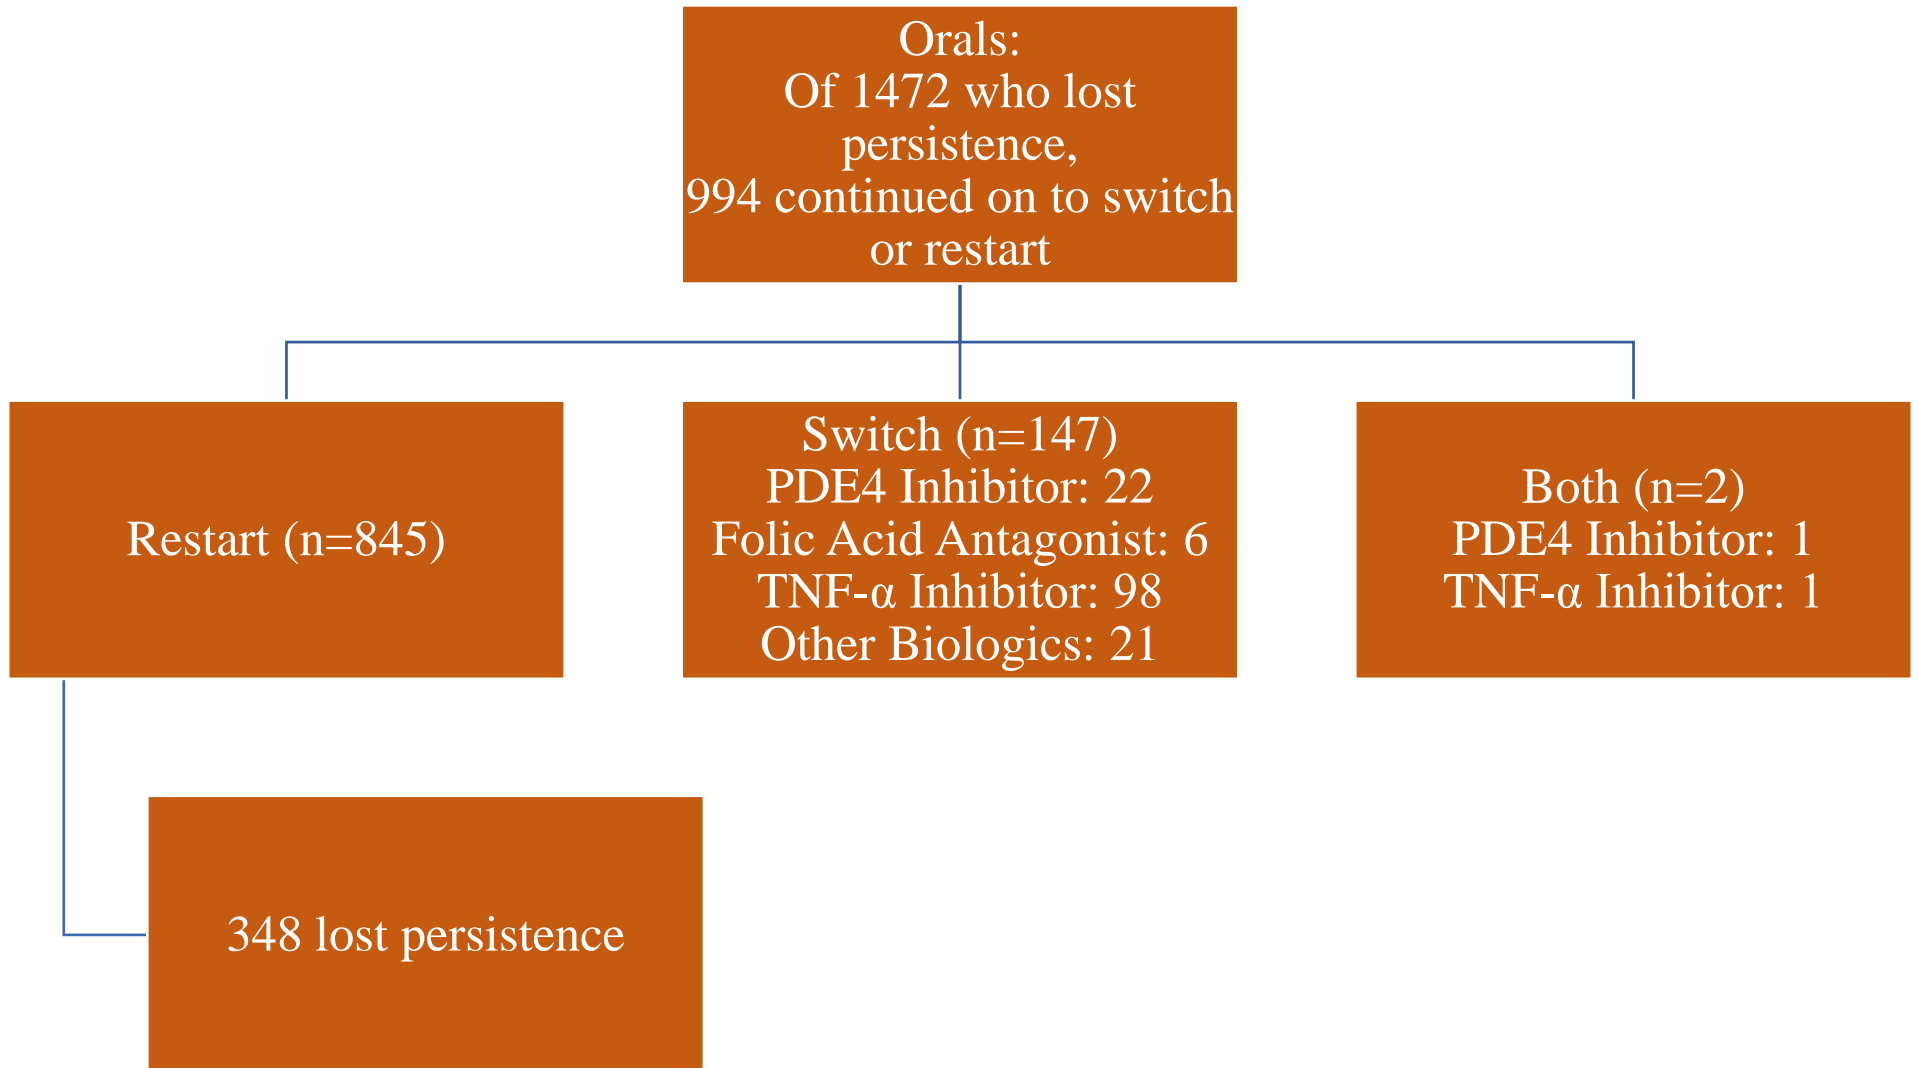 Orals:
Of 1472 who lost
persistence,
994 continued on to switch
or restart
Restart (n=845)
Switch (n=147)
PDE4 Inhibitor: 22
Folic Acid Antagonist: 6
TNF-α Inhibitor: 98
Other Biologics: 21
Both (n=2)
PDE4 Inhibitor: 1
TNF-α Inhibitor: 1
348 lost persistence